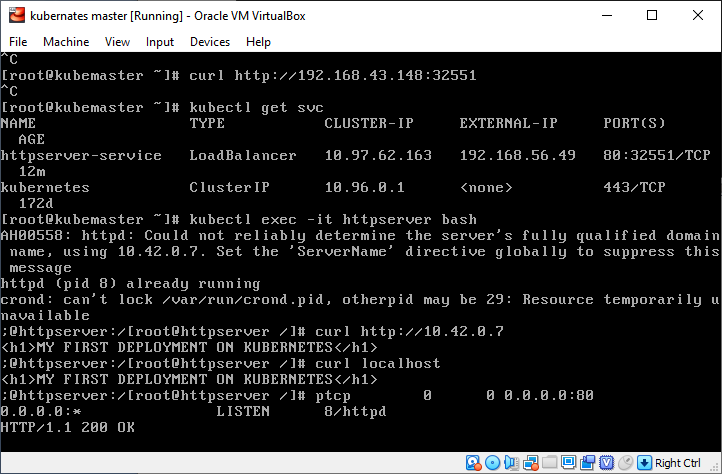 kubernates master [Running] - Oracle VM VirtualBox
File Machine View Input Devices Help
^C
[root@kubemaster ~]# curl http://192.168.43.148:32551
^C
[root@kubemaster ~]# kubectl get svc
NAME TYPE CLUSTER-IP EXTERNAL-IP PORT(S)
AGE
httpserver-service LoadBalancer 10.97.62.163 192.168.56.49 80:32551/TCP
12m
kubernetes ClusterIP 10.96.0.1 <none> 443/TCP
172d
[root@kubemaster ~]# kubectl exec -it httpserver bash
AH00558: httpd: Could not reliably determine the server's fully qualified domain
name, using 10.42.0.7. Set the 'ServerName' directive globally to suppress this
message
httpd (pid 8) already running
crond: can't lock /var/run/crond.pid, otherpid may be 29: Resource temporarily u
navailable
;@httpserver:/[root@httpserver /]# curl http://10.42.0.7
<h1>MY FIRST DEPLOYMENT ON KUBERNETES</h1>
;@httpserver:/[root@httpserver /]# curl localhost
<h1>MY FIRST DEPLOYMENT ON KUBERNETES</h1>
;@httpserver:/[root@httpserver /]# ptcp 0 0 0.0.0.0:80
0.0.0.0:* LISTEN 8/httpd
HTTP/1.1 200 OK
Right Ctrl